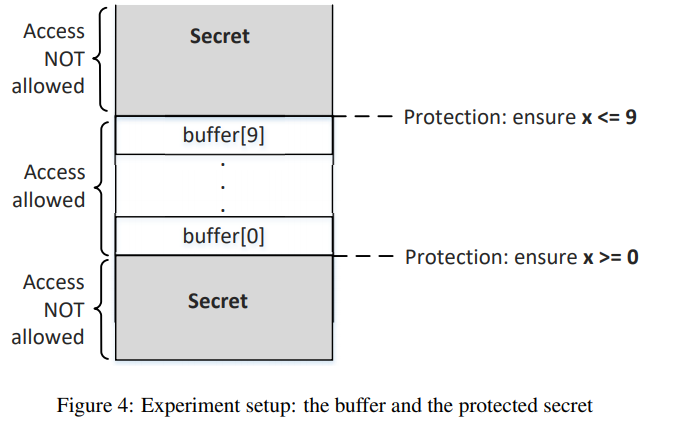 Access
NOT
allowed
Secret
Protection: ensure x <= 9
buffer[9]
.
.
.
Access
allowed
buffer[0]
Protection: ensure x >= 0
Access
NOT
allowed
Secret
Figure 4: Experiment setup: the buffer and the protected secret